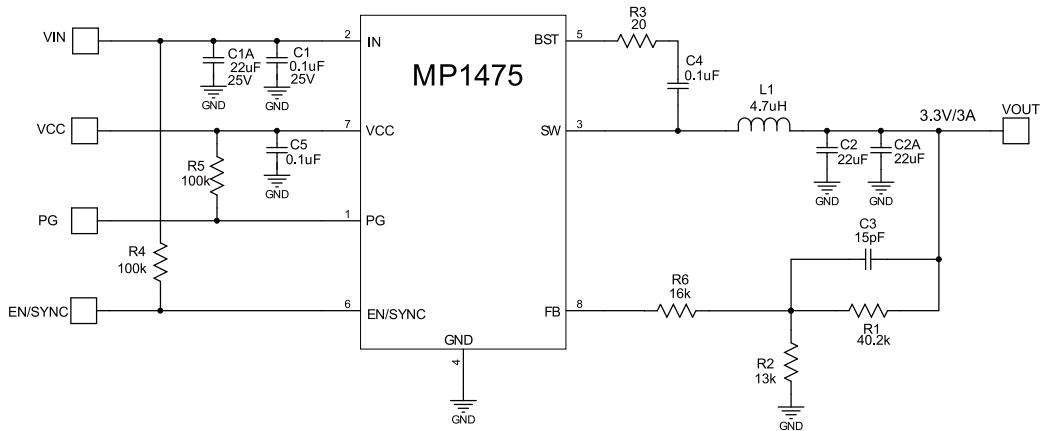 VIN
C1A
22uF
25V
GND
C1
0.1uF
25V
GND
2
IN
MP1475
BST
5
R3
20
C4
0.1uF
VCC
R5
100k
C5
0.1uF
GND
7
VCC
SW
3
L1
4.7uH
C2
22uF
GND
C2A
22uF
GND
3.3V/3A
VOUT
PG
1
PG
R4
100k
EN/SYNC
6
EN/SYNC
GND
4
GND
FB
8
R6
16k
C3
15pF
R1
40.2k
R2
13k
GND